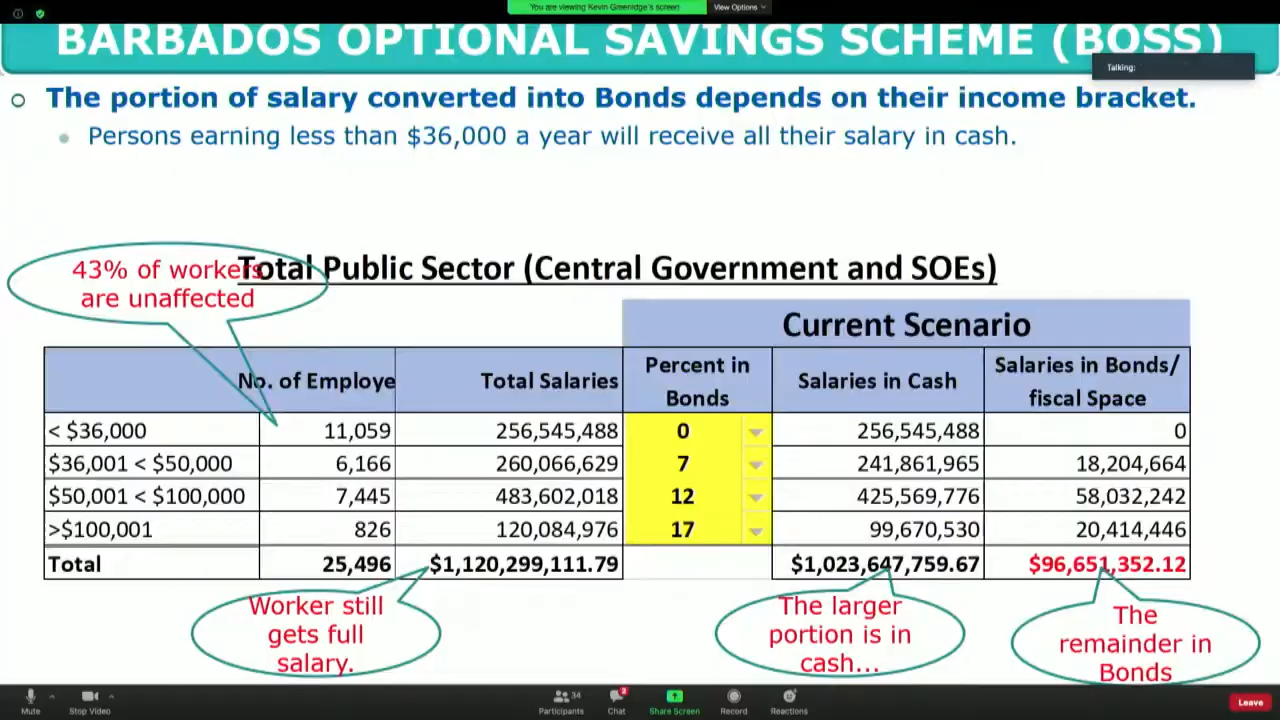 You are viewing Kevin Greenidge's screen
View Options
BARBADOS OPTIONAL SAVINGS SCHEME (BOSS)
Talking:
The portion of salary converted into Bonds depends on their income bracket.
Persons earning less than $36,000 a year will receive all their salary in cash.
43% of workers
are unaffected
Total Public Sector (Central Government and SOEs)
Current Scenario
No. of Employe Total Salaries Percent in Bonds Salaries in Cash Salaries in Bonds/ fiscal Space
< $36,000 11,059 256,545,488 0 256,545,488 0
$36,001 < $50,000 6,166 260,066,629 7 241,861,965 18,204,664
$50,001 < $100,000 7,445 483,602,018 12 425,569,776 58,032,242
>$100,001 826 120,084,976 17 99,670,530 20,414,446
Total 25,496 $1,120,299,111.79 $1,023,647,759.67 $96,651,352.12
Worker still
gets full
salary.
The larger
portion is in
cash...
The
remainder in
Bonds
Mute Stop Video Participants 34 Chat 2 Share Screen Record Reactions Leave